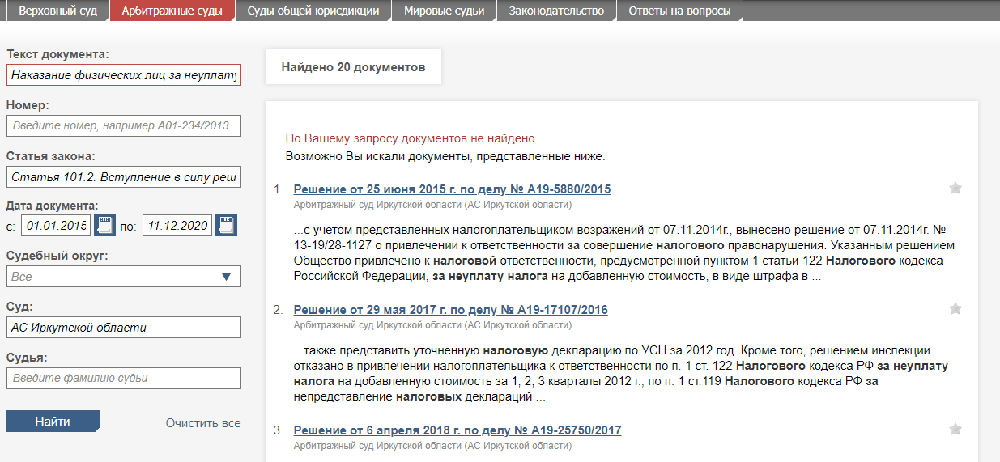 Верховный суд
Арбитражные суды
Суды общей юрисдикции
Мировые судьи
Законодательство
Ответы на вопросы
Текст документа:
Наказание физических лиц за неуплату
Номер:
Введите номер, например А01-234/2013
Статья закона:
Статья 101.2. Вступление в силу реш
Дата документа:
с: 01.01.2015 по: 11.12.2020
Судебный округ:
Все
Суд:
АС Иркутской области
Судья:
Введите фамилию судьи
Найти
Очистить все
Найдено 20 документов
По Вашему запросу документов не найдено.
Возможно Вы искали документы, представленные ниже.
1. Решение от 25 июня 2015 г. по делу № А19-5880/2015
Арбитражный суд Иркутской области (АС Иркутской области)
...с учетом представленных налогоплательщиком возражений от 07.11.2014г., вынесено решение от 07.11.2014г. №
13-19/28-1127 о привлечении к ответственности за совершение налогового правонарушения. Указанным решением
Общество привлечено к налоговой ответственности, предусмотренной пунктом 1 статьи 122 Налогового кодекса
Российской Федерации, за неуплату налога на добавленную стоимость, в виде штрафа в ...
2. Решение от 29 мая 2017 г. по делу № А19-17107/2016
Арбитражный суд Иркутской области (АС Иркутской области)
...также представить уточненную налоговую декларацию по УСН за 2012 год. Кроме того, решением инспекции
отказано в привлечении налогоплательщика к ответственности по п. 1 ст. 122 Налогового кодекса РФ за неуплату
налога на добавленную стоимость за 1, 2, 3 кварталы 2012 г., по п. 1 ст.119 Налогового кодекса РФ за
непредставление налоговых деклараций ...
3. Решение от 6 апреля 2018 г. по делу № А19-25750/2017
Арбитражный суд Иркутской области (АС Иркутской области)